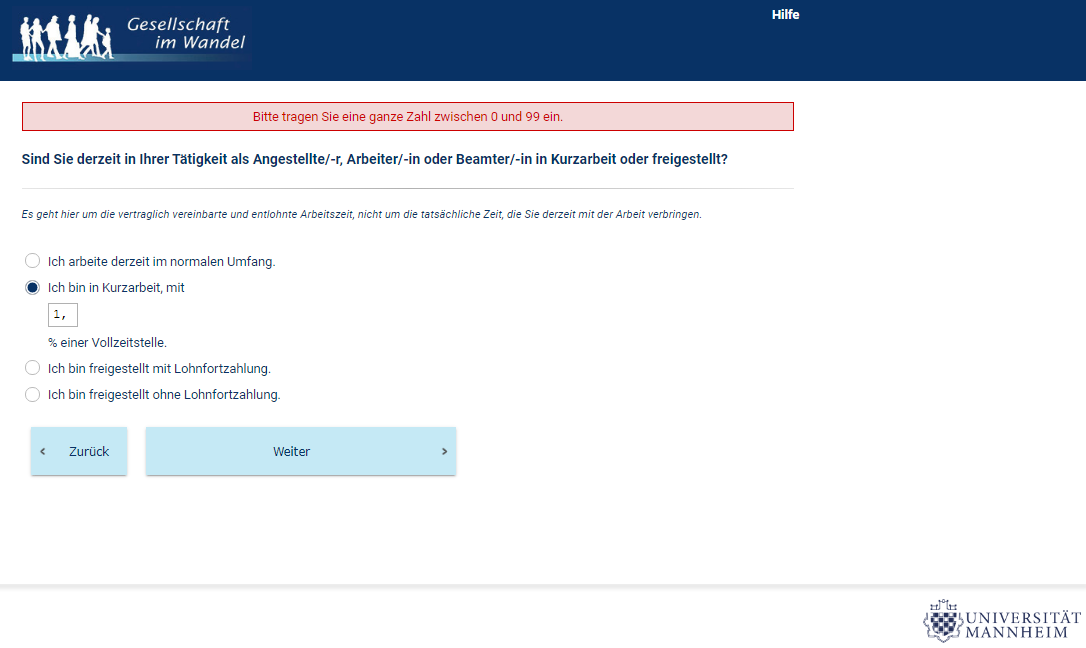 Gesellschaft
im Wandel
Hilfe
Bitte tragen Sie eine ganze Zahl zwischen 0 und 99 ein.
Sind Sie derzeit in Ihrer Tätigkeit als Angestellte/-r, Arbeiter/-in oder Beamter/-in in Kurzarbeit oder freigestellt?
Es geht hier um die vertraglich vereinbarte und entlohnte Arbeitszeit, nicht um die tatsächliche Zeit, die Sie derzeit mit der Arbeit verbringen.
Ich arbeite derzeit im normalen Umfang.
Ich bin in Kurzarbeit, mit
1,
% einer Vollzeitstelle.
Ich bin freigestellt mit Lohnfortzahlung.
Ich bin freigestellt ohne Lohnfortzahlung.
‹ Zurück
Weiter ›
UNIVERSITÄT
MANNHEIM